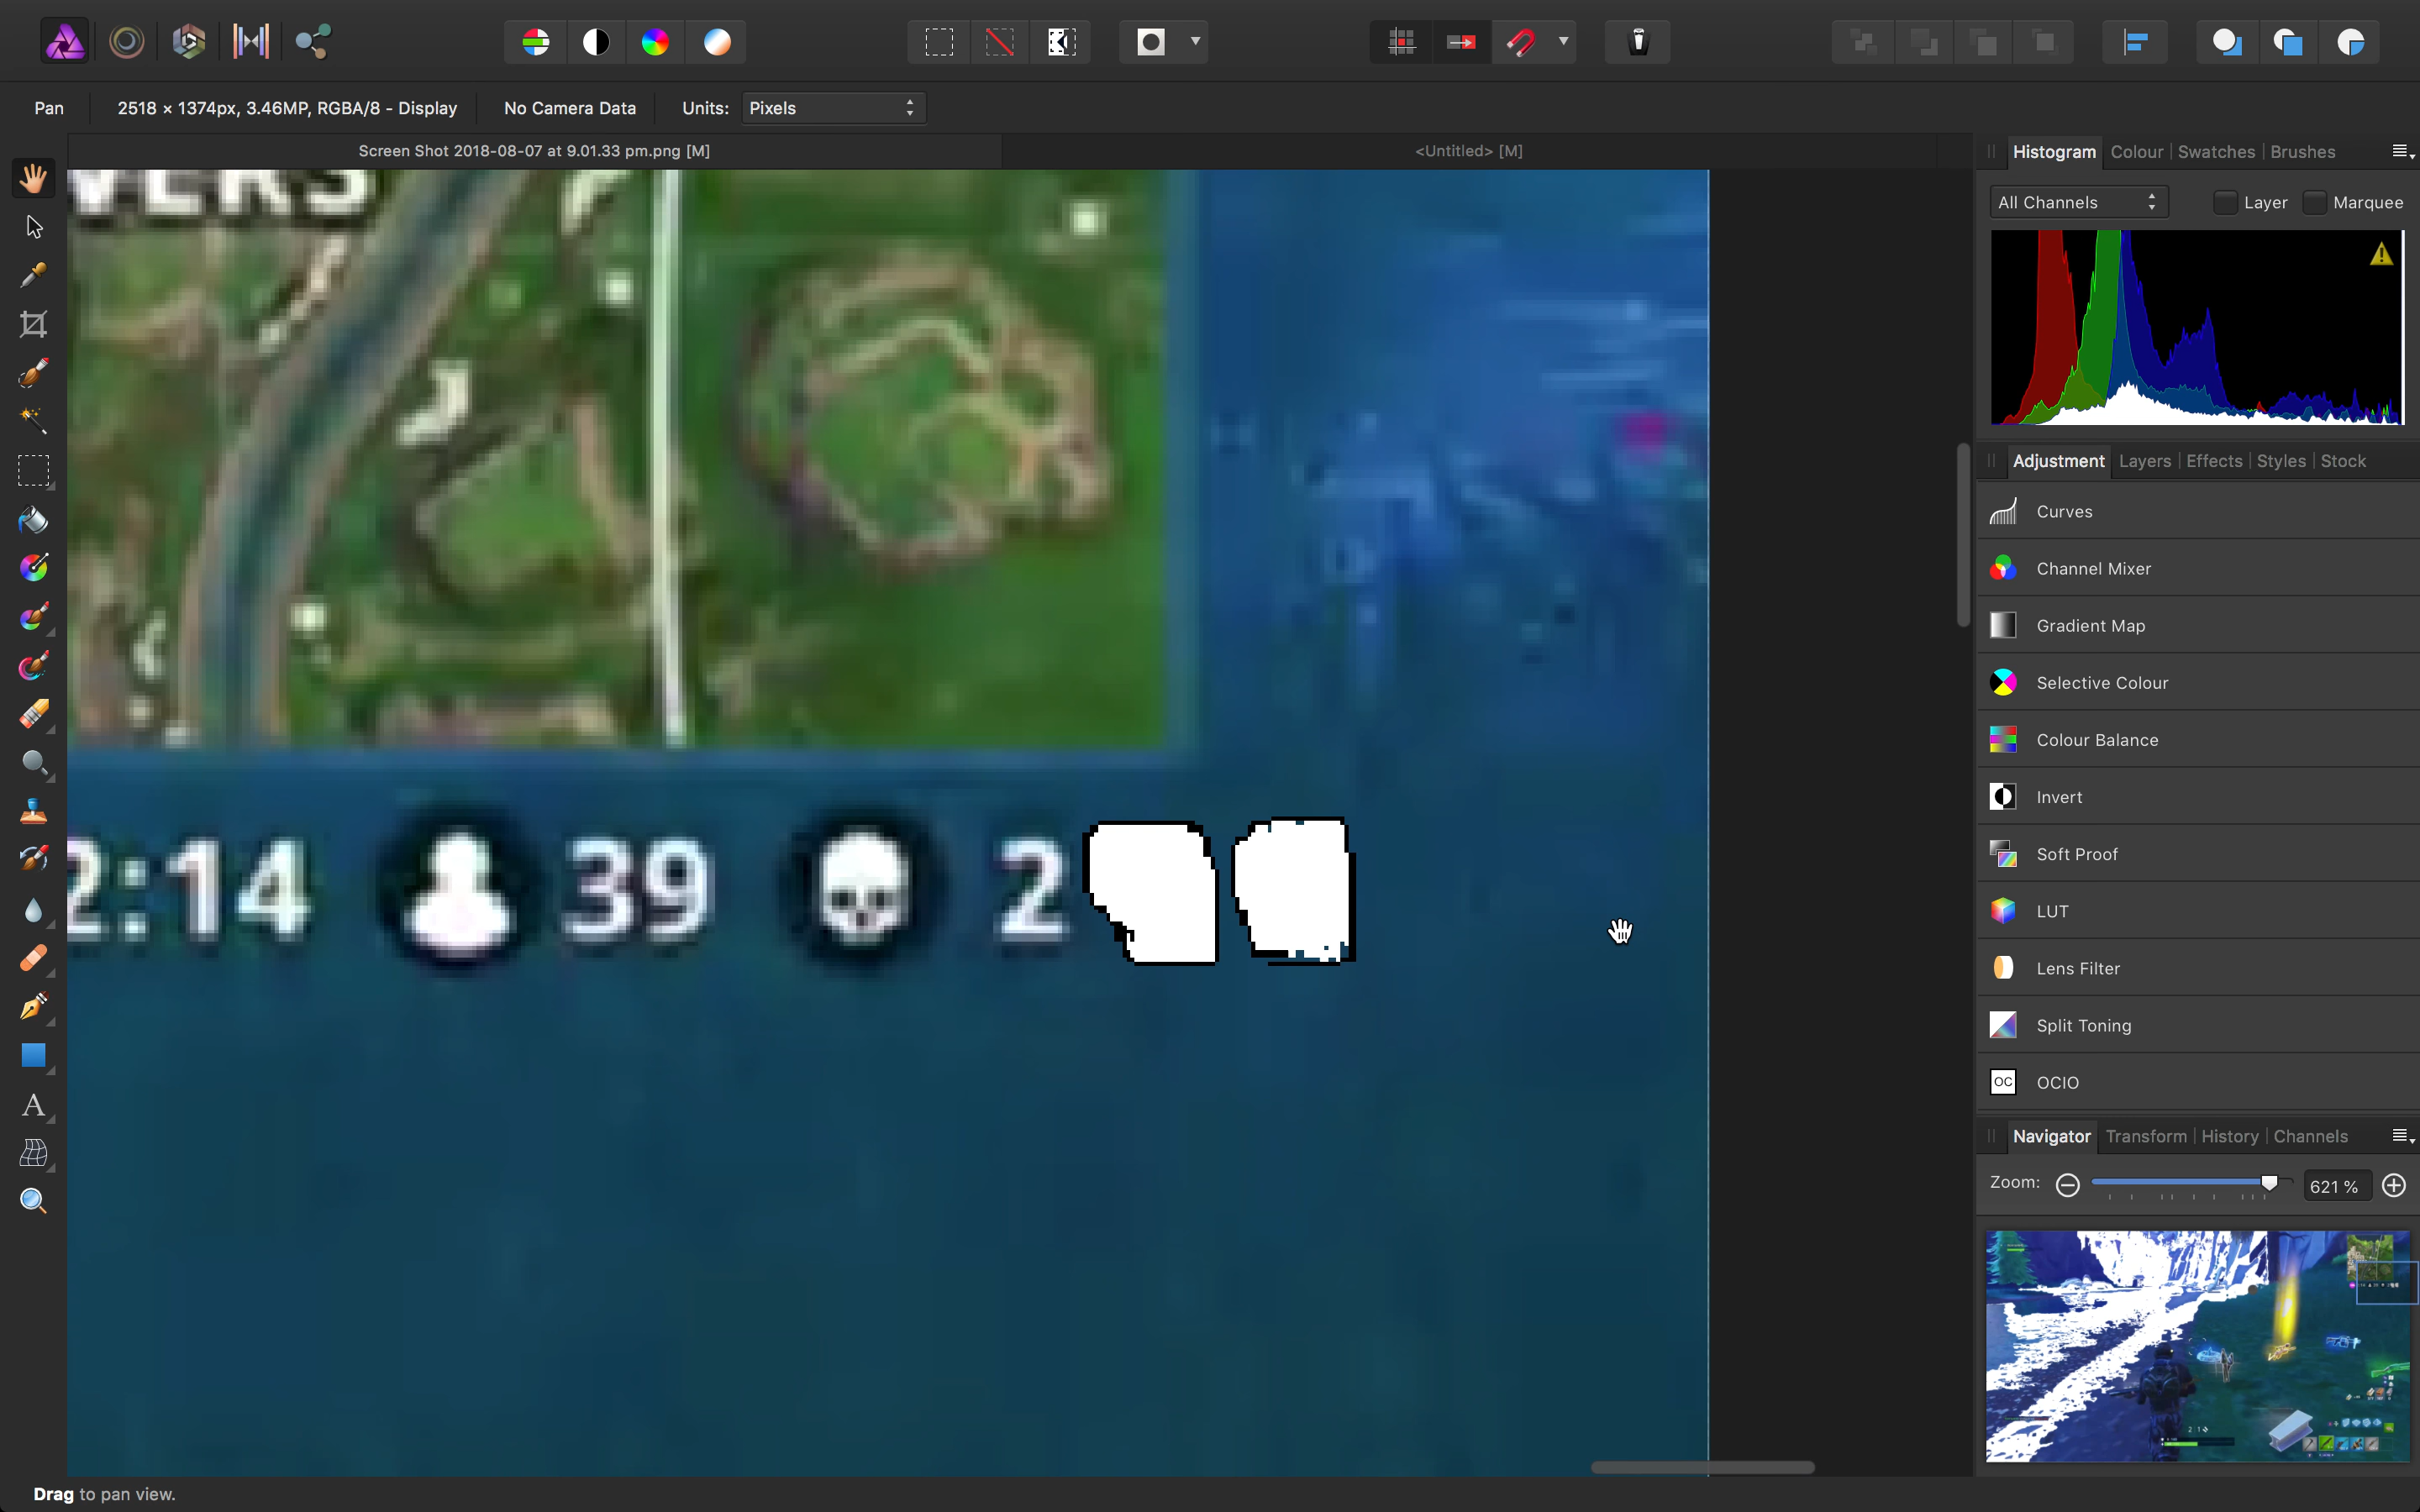 Pan
2518 × 1374px, 3.46MP, RGBA/8 - Display
No Camera Data
Units:
Pixels
Screen Shot 2018-08-07 at 9.01.33 pm.png [M]
<Untitled> [M]
Histogram
Colour
Swatches
Brushes
All Channels
Layer
Marquee
2:14
39
2
Adjustment
Layers
Effects
Styles
Stock
Curves
Channel Mixer
Gradient Map
Selective Colour
Colour Balance
Invert
Soft Proof
LUT
Lens Filter
Split Toning
OC
OCIO
Navigator
Transform
History
Channels
Zoom:
621 %
Drag to pan view.